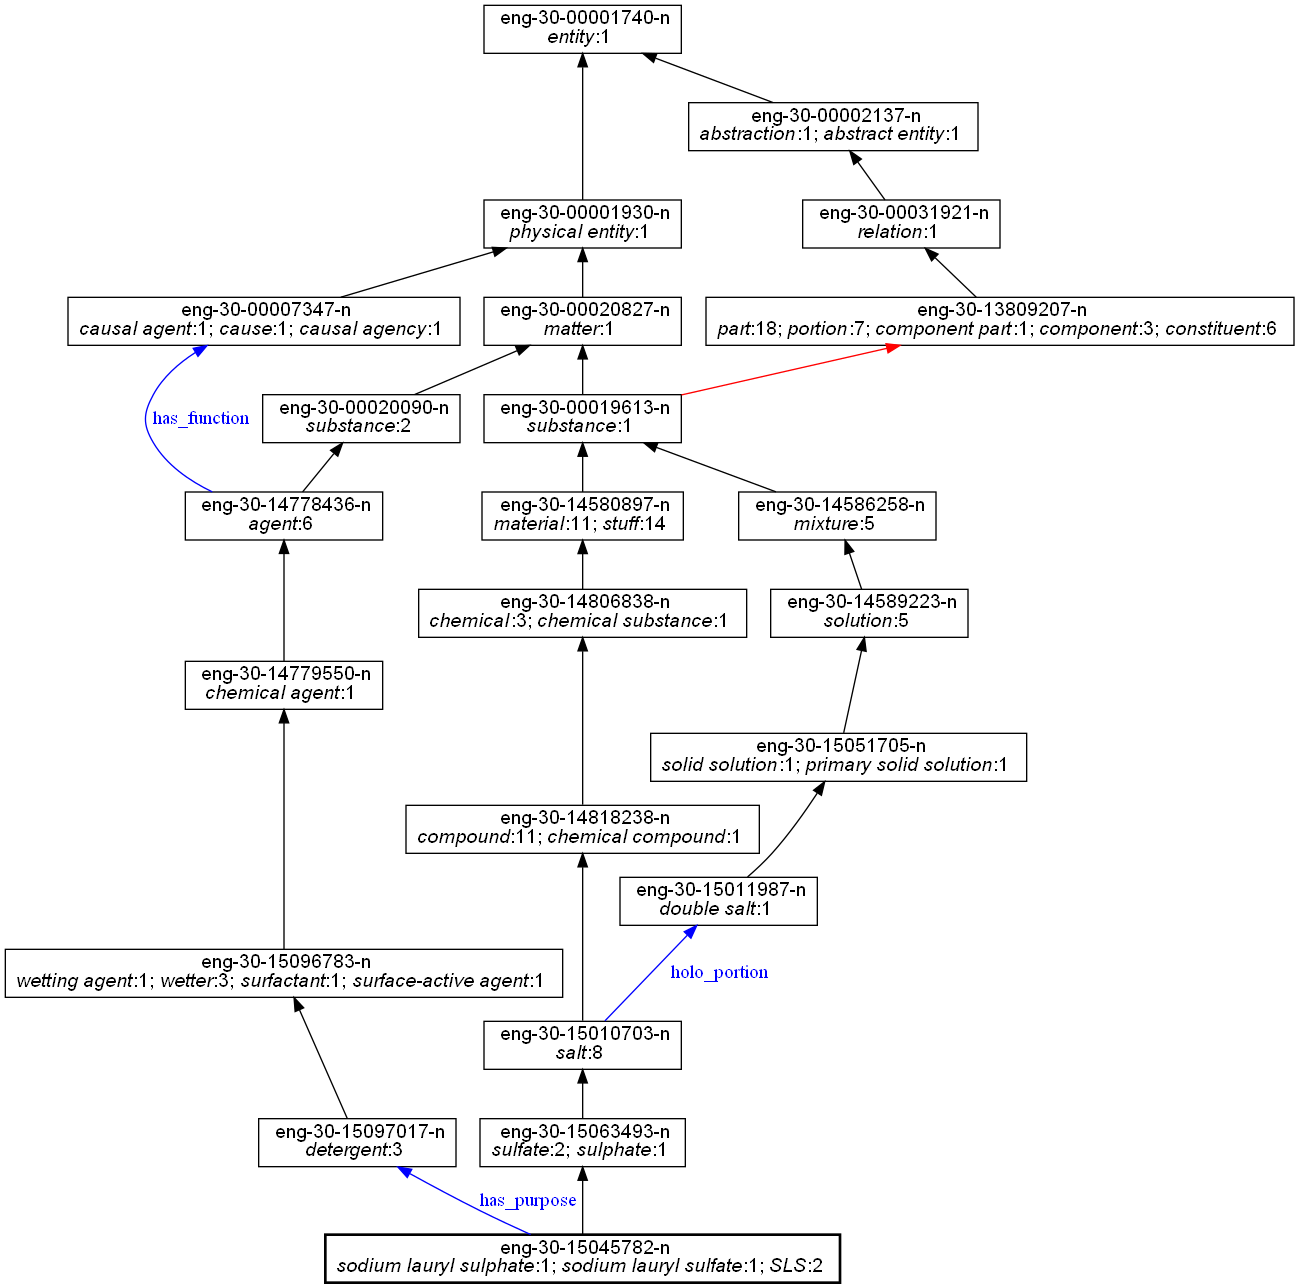 eng-30-00001740-n
entity:1
eng-30-00002137-n
abstraction:1; abstract entity:1
eng-30-00001930-n
physical entity:1
eng-30-00031921-n
relation:1
eng-30-00007347-n
causal agent:1; cause:1; causal agency:1
eng-30-00020827-n
matter:1
eng-30-13809207-n
part:18; portion:7; component part:1; component:3; constituent:6
has_function
eng-30-00020090-n
substance:2
eng-30-00019613-n
substance:1
eng-30-14778436-n
agent:6
eng-30-14580897-n
material:11; stuff:14
eng-30-14586258-n
mixture:5
eng-30-14806838-n
chemical:3; chemical substance:1
eng-30-14589223-n
solution:5
eng-30-14779550-n
chemical agent:1
eng-30-15051705-n
solid solution:1; primary solid solution:1
eng-30-14818238-n
compound:11; chemical compound:1
eng-30-15011987-n
double salt:1
eng-30-15096783-n
wetting agent:1; wetter:3; surfactant:1; surface-active agent:1
holo_portion
eng-30-15010703-n
salt:8
eng-30-15097017-n
detergent:3
eng-30-15063493-n
sulfate:2; sulphate:1
has_purpose
eng-30-15045782-n
sodium lauryl sulphate:1; sodium lauryl sulfate:1; SLS:2